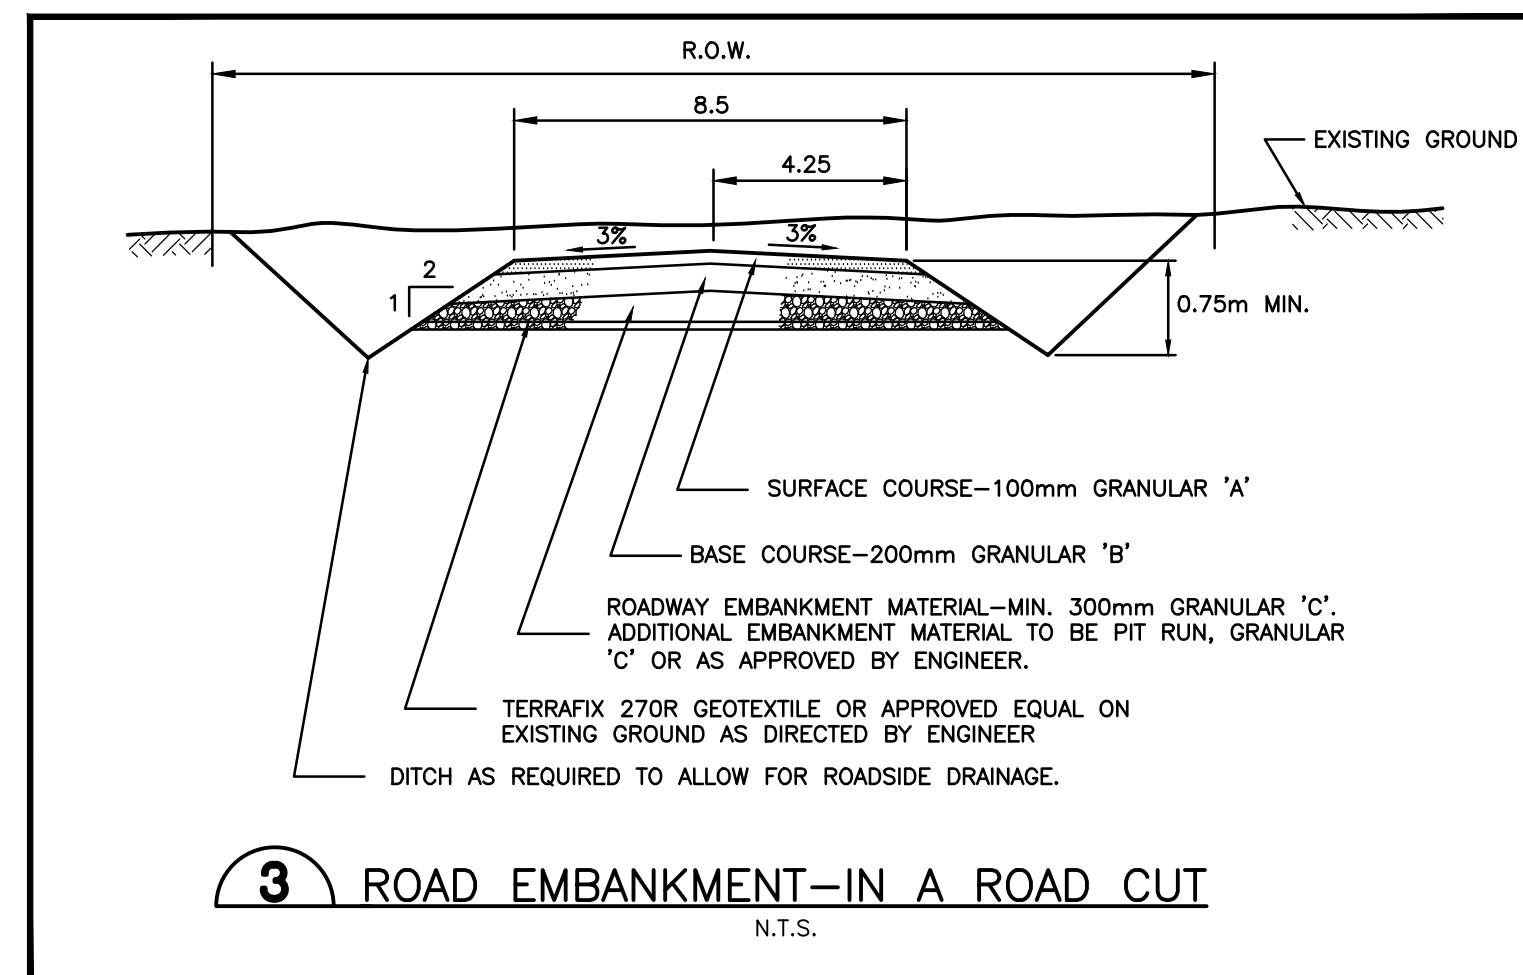 R.O.W.
8.5
4.25
EXISTING GROUND
3%
3%
2
1
0.75m MIN.
SURFACE COURSE-100mm GRANULAR 'A'
BASE COURSE-200mm GRANULAR 'B'
ROADWAY EMBANKMENT MATERIAL-MIN. 300mm GRANULAR 'C'.
ADDITIONAL EMBANKMENT MATERIAL TO BE PIT RUN, GRANULAR
'C' OR AS APPROVED BY ENGINEER.
TERRAFIX 270R GEOTEXTILE OR APPROVED EQUAL ON
EXISTING GROUND AS DIRECTED BY ENGINEER
DITCH AS REQUIRED TO ALLOW FOR ROADSIDE DRAINAGE.
3 ROAD EMBANKMENT-IN A ROAD CUT
N.T.S.